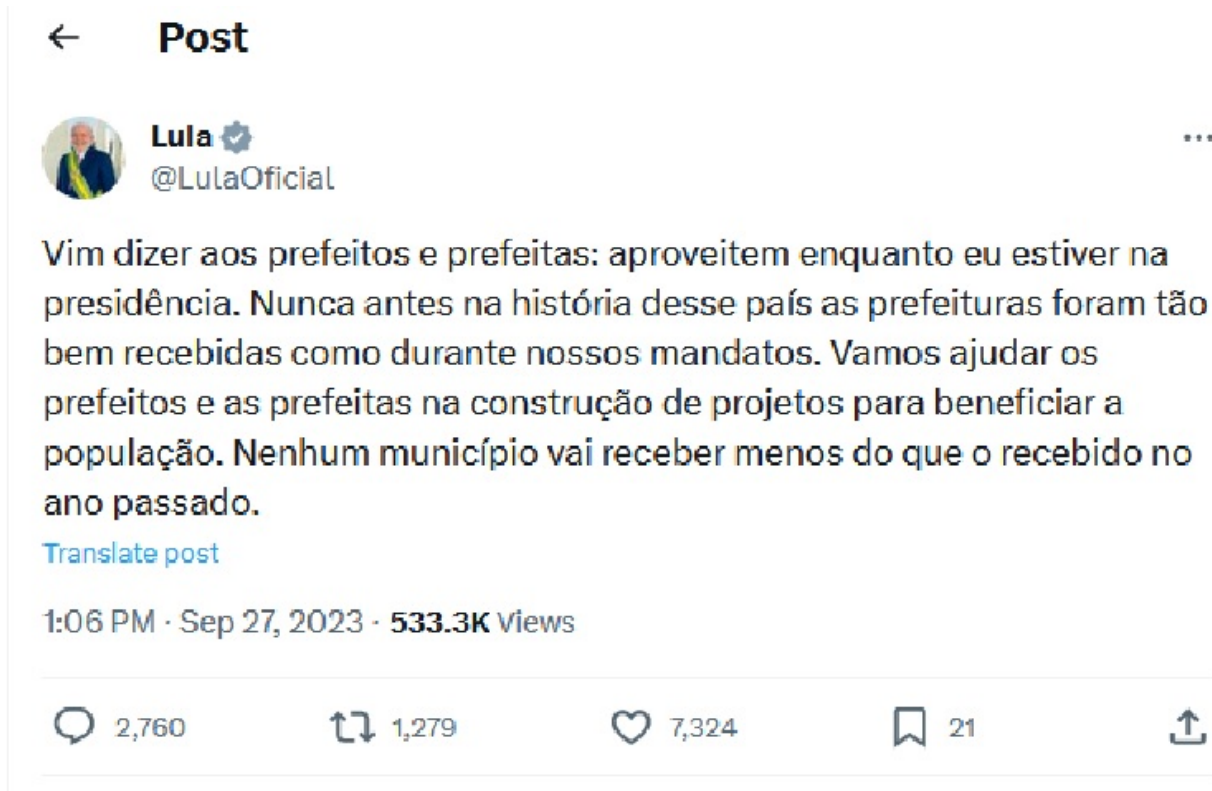 Post
Lula
@LulaOficial
Vim dizer aos prefeitos e prefeitas: aproveitem enquanto eu estiver na
presidência. Nunca antes na história desse país as prefeituras foram tão
bem recebidas como durante nossos mandatos. Vamos ajudar os
prefeitos e as prefeitas na construção de projetos para beneficiar a
população. Nenhum município vai receber menos do que o recebido no
ano passado.
Translate post
1:06 PM · Sep 27, 2023 · 533.3K Views
2,760 1,279 7,324 21